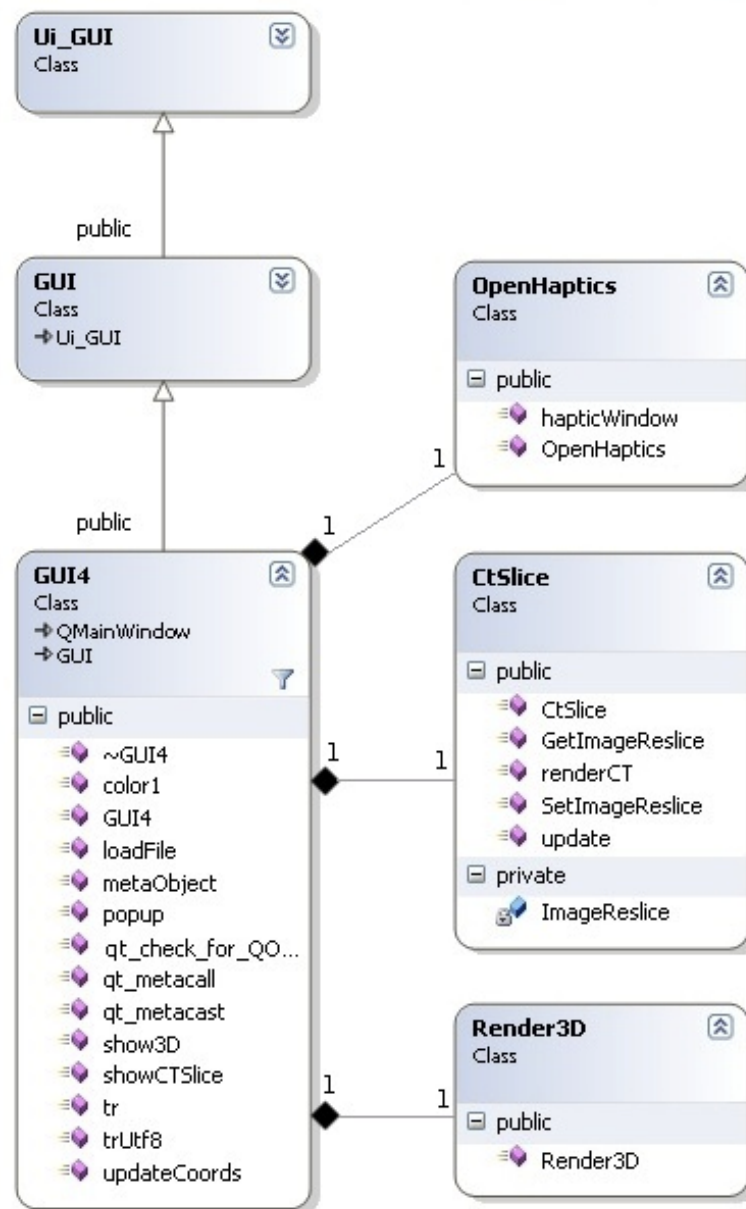 Ui_GUI
Class
public
GUI
Class
Ui_GUI
public
GUI4
Class
QMainWindow
GUI
public
~GUI4
color1
GUI4
loadFile
metaObject
popup
qt_check_for_QO...
qt_metacall
qt_metacast
show3D
showCTSlice
tr
trUtf8
updateCoords
1
1
OpenHaptics
Class
public
hapticWindow
OpenHaptics
1
1
CtSlice
Class
public
CtSlice
GetImageReslice
renderCT
SetImageReslice
update
private
ImageReslice
1
1
Render3D
Class
public
Render3D